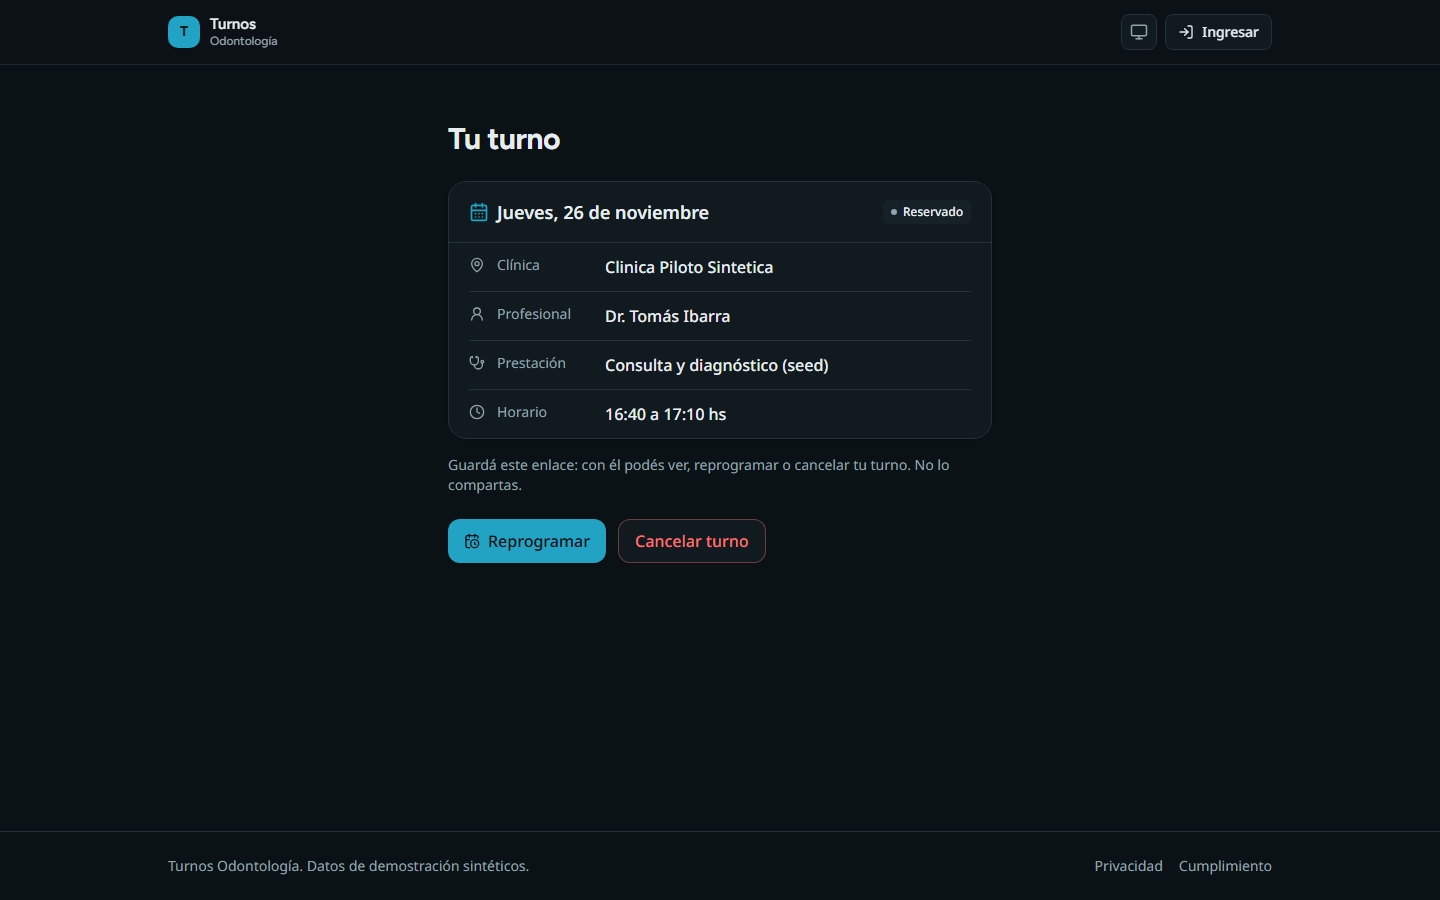 T
Turnos
Odontología
Ingresar
Tu turno
Jueves, 26 de noviembre
Reservado
Clínica
Clinica Piloto Sintetica
Profesional
Dr. Tomás Ibarra
Prestación
Consulta y diagnóstico (seed)
Horario
16:40 a 17:10 hs
Guardá este enlace: con él podés ver, reprogramar o cancelar tu turno. No lo
compartas.
Reprogramar
Cancelar turno
Turnos Odontología. Datos de demostración sintéticos.
Privacidad
Cumplimiento